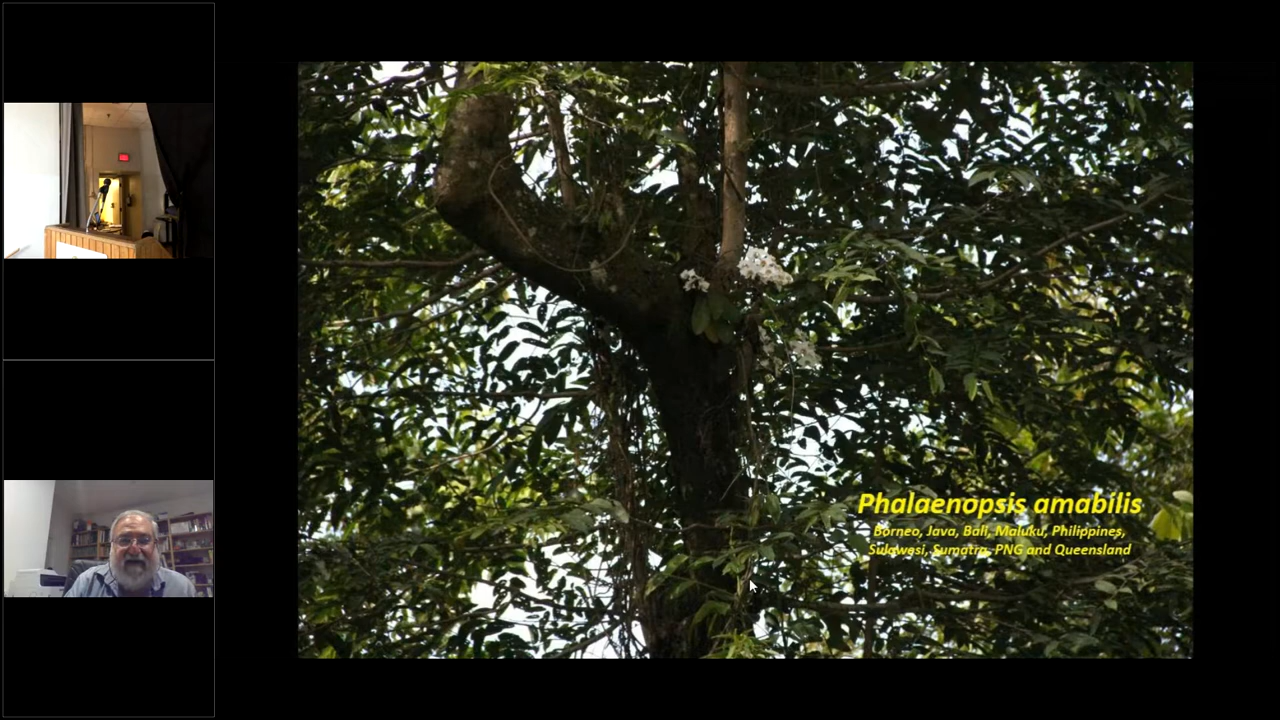 Phalaenopsis amabilis
Borneo, Java, Bali, Maluku, Philippines,
Sulawesi, Sumatra, PNG and Queensland